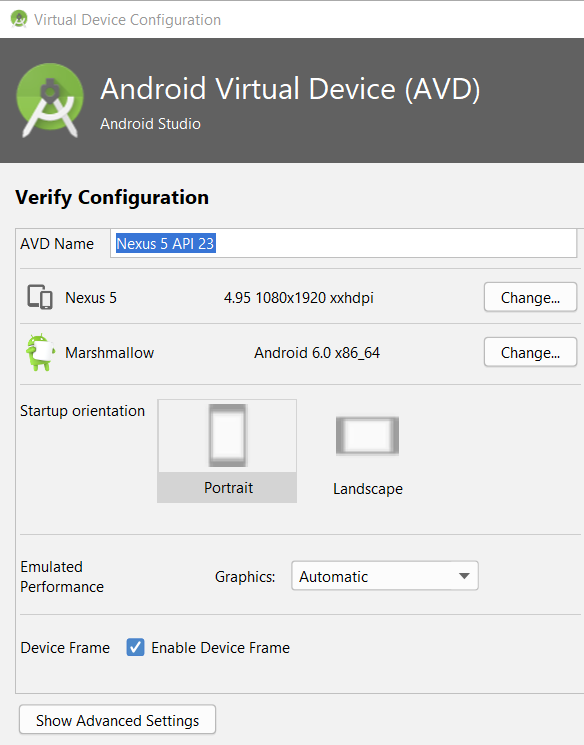 Virtual Device Configuration
Android Virtual Device (AVD)
Android Studio
Verify Configuration
AVD Name Nexus 5 API 23
Nexus 5 4.95 1080x1920 xxhdpi Change...
Marshmallow Android 6.0 x86_64 Change...
Startup orientation
Portrait Landscape
Emulated
Performance
Graphics: Automatic
Device Frame Enable Device Frame
Show Advanced Settings